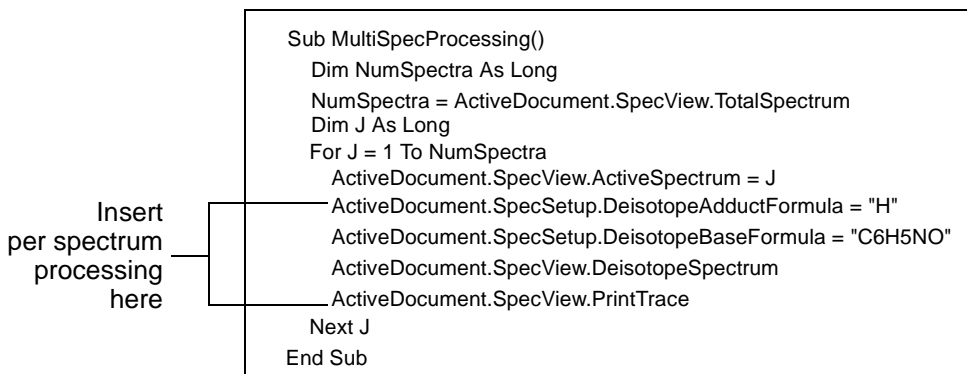 Sub MultiSpecProcessing()
Dim NumSpectra As Long
NumSpectra = ActiveDocument.SpecView.TotalSpectrum
Dim J As Long
For J = 1 To NumSpectra
ActiveDocument.SpecView.ActiveSpectrum = J
ActiveDocument.SpecSetup.DeisotopeAdductFormula = "H"
ActiveDocument.SpecSetup.DeisotopeBaseFormula = "C6H5NO"
ActiveDocument.SpecView.DeisotopeSpectrum
ActiveDocument.SpecView.PrintTrace
Next J
End Sub
Insert
per spectrum
processing
here